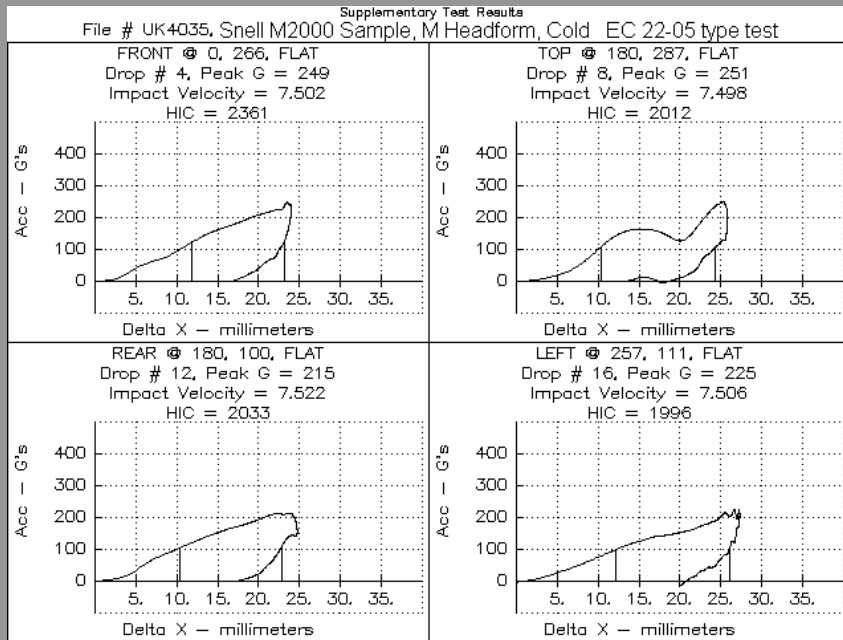 Supplementary Test Results
File # UK4035, Snell M2000 Sample, M Headform, Cold EC 22-05 type test
FRONT @ 0, 266, FLAT
Drop # 4, Peak G = 249
Impact Velocity = 7.502
HIC = 2361
Acc - G's
400
300
200
100
0
5. 10. 15. 20. 25. 30. 35.
Delta X - millimeters
TOP @ 180, 287, FLAT
Drop # 8, Peak G = 251
Impact Velocity = 7.498
HIC = 2012
Acc - G's
400
300
200
100
0
5. 10. 15. 20. 25. 30. 35.
Delta X - millimeters
REAR @ 180, 100, FLAT
Drop # 12, Peak G = 215
Impact Velocity = 7.522
HIC = 2033
Acc - G's
400
300
200
100
0
5. 10. 15. 20. 25. 30. 35.
Delta X - millimeters
LEFT @ 257, 111, FLAT
Drop # 16, Peak G = 225
Impact Velocity = 7.506
HIC = 1996
Acc - G's
400
300
200
100
0
5. 10. 15. 20. 25. 30. 35.
Delta X - millimeters